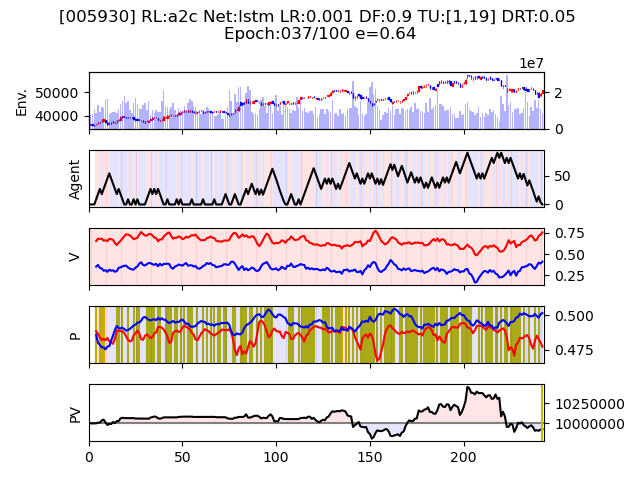 [005930] RL:a2c Net:lstm LR:0.001 DF:0.9 TU:[1,19] DRT:0.05
Epoch:037/100 e=0.64
1e7
Env.
50000
40000
2
0
Agent
50
0
V
0.75
0.50
0.25
P
0.500
0.475
PV
10250000
10000000
0
50
100
150
200